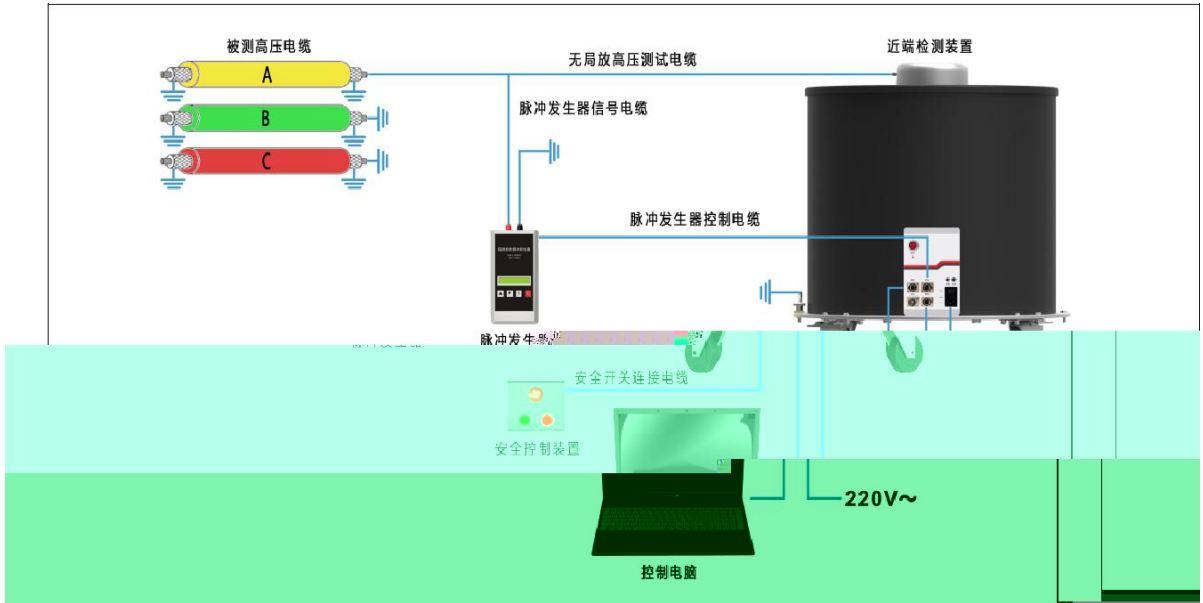 被测高压电缆
无局放高压测试电缆
近端检测装置
A
脉冲发生器信号电缆
B
C
脉冲发生器控制电缆
脉冲发生器
安全开关连接电缆
安全控制装置
220V～
控制电脑